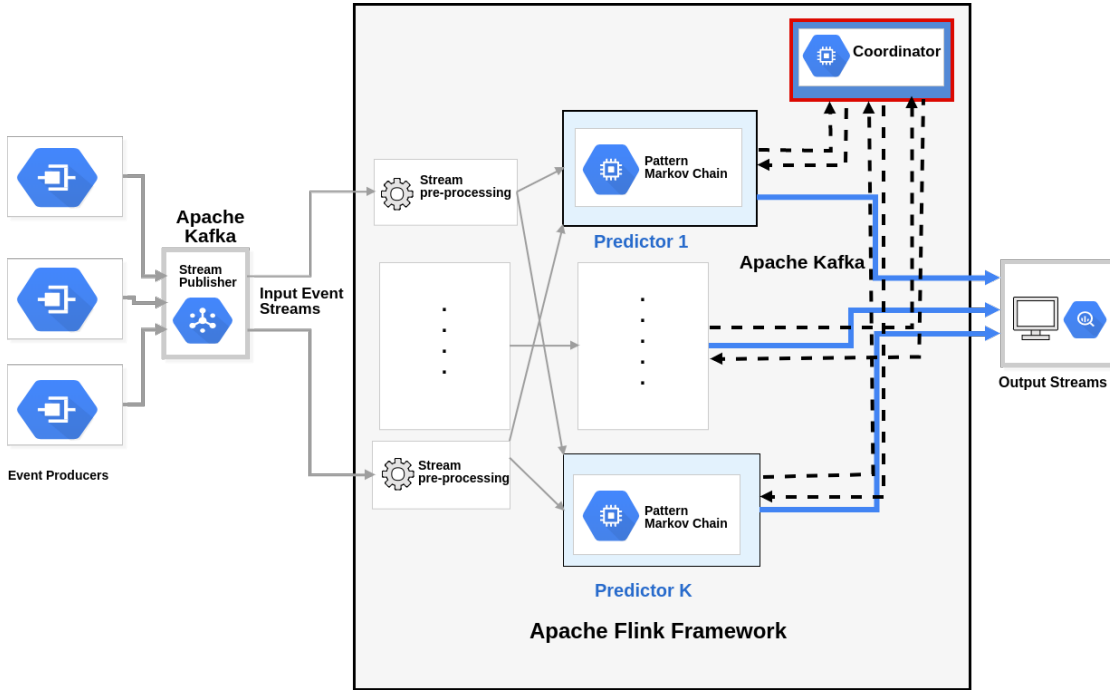 Coordinator
Apache
Kafka
Stream
Publisher
Input Event
Streams
Event Producers
Stream
pre-processing
Stream
pre-processing
Pattern
Markov Chain
Predictor 1
Apache Kafka
Pattern
Markov Chain
Predictor K
Output Streams
Apache Flink Framework